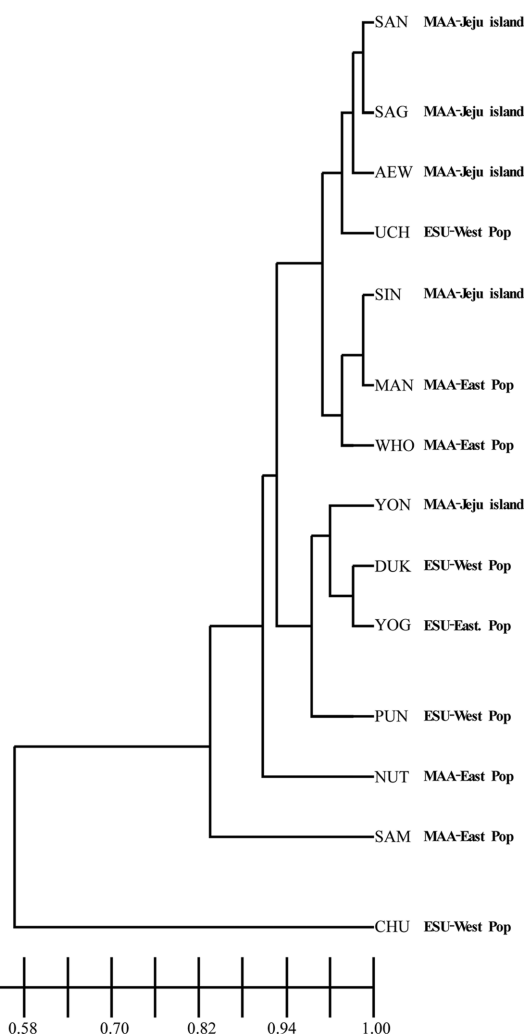 SAN MAA-Jeju island
SAG MAA-Jeju island
AEW MAA-Jeju island
UCH ESU-West Pop
SIN MAA-Jeju island
MAN MAA-East Pop
WHO MAA-East Pop
YON MAA-Jeju island
DUK ESU-West Pop
YOG ESU-East. Pop
PUN ESU-West Pop
NUT MAA-East Pop
SAM MAA-East Pop
CHU ESU-West Pop
0.58 0.70 0.82 0.94 1.00